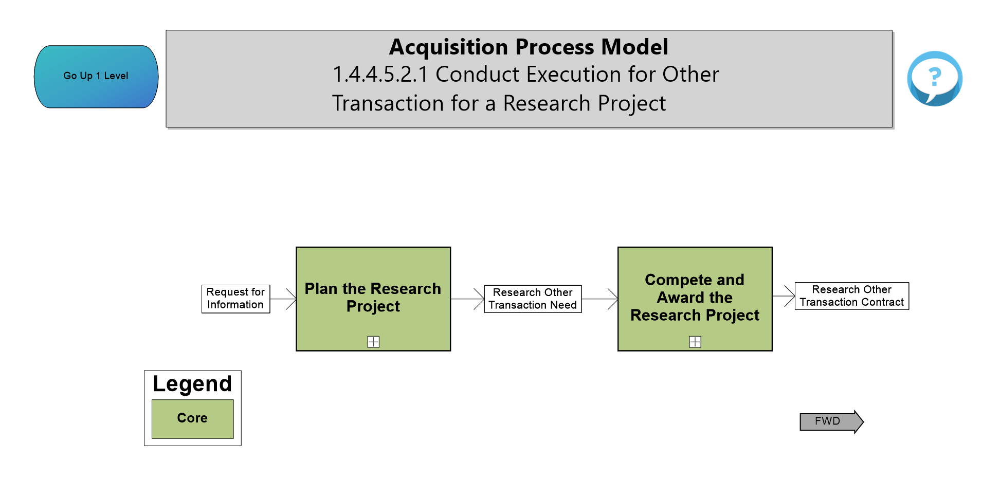 Go Up 1 Level
Acquisition Process Model
1.4.4.5.2.1 Conduct Execution for Other
Transaction for a Research Project
?
Request for
Information
Plan the Research
Project
Research Other
Transaction Need
Compete and
Award the
Research Project
Research Other
Transaction Contract
Legend
Core
FWD